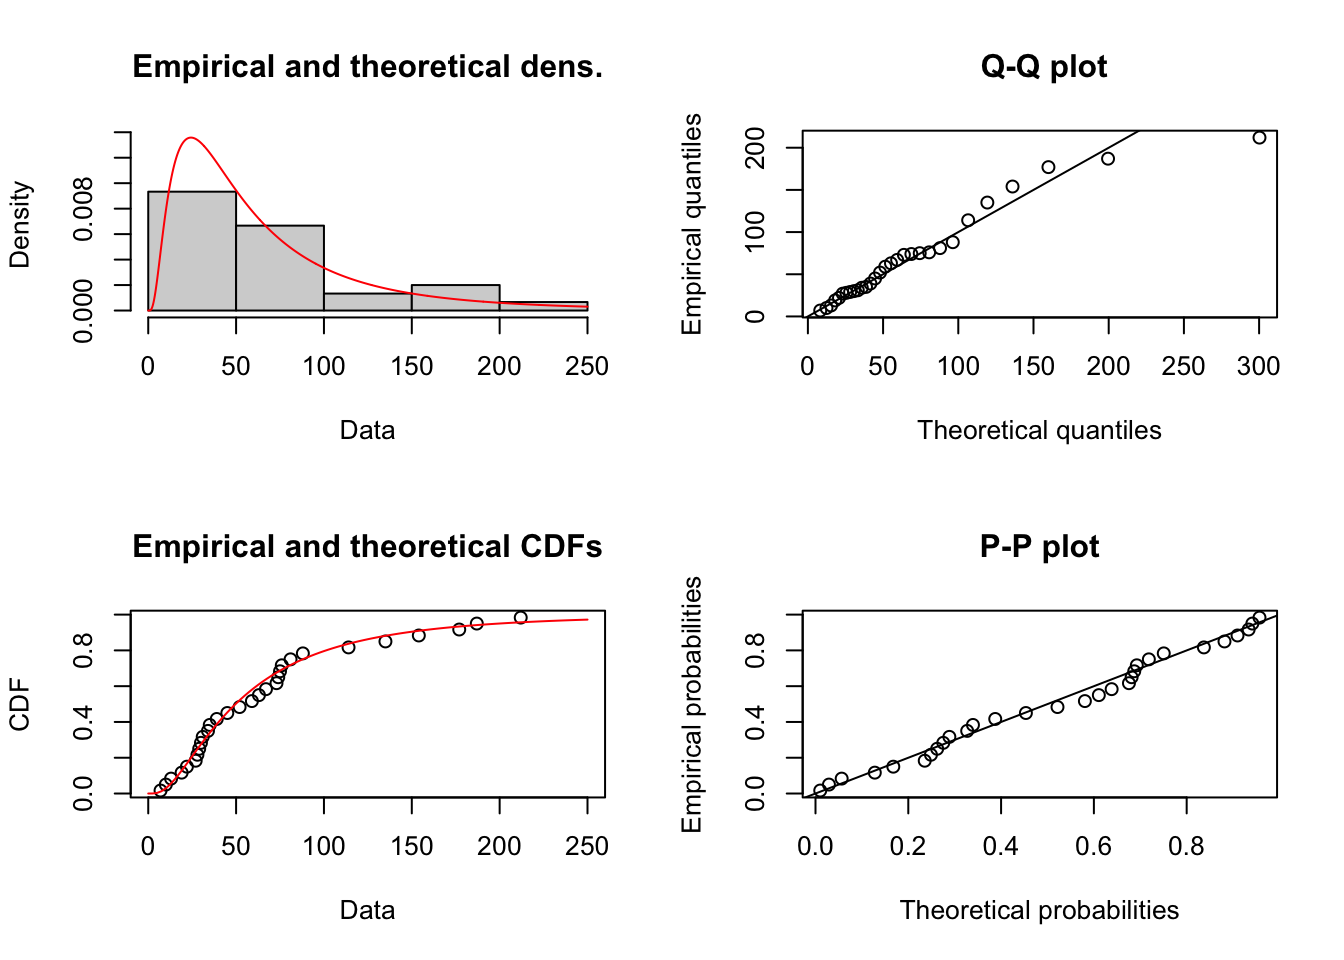 Empirical and theoretical dens.
Density
0.000
0.008
0 50 100 150 200 250
Data
Q-Q plot
Empirical quantiles
0 100 200
0 50 100 150 200 250 300
Theoretical quantiles
Empirical and theoretical CDFs
CDF
0.0 0.4 0.8
0 50 100 150 200 250
Data
P-P plot
Empirical probabilities
0.0 0.4 0.8
0.0 0.2 0.4 0.6 0.8
Theoretical probabilities